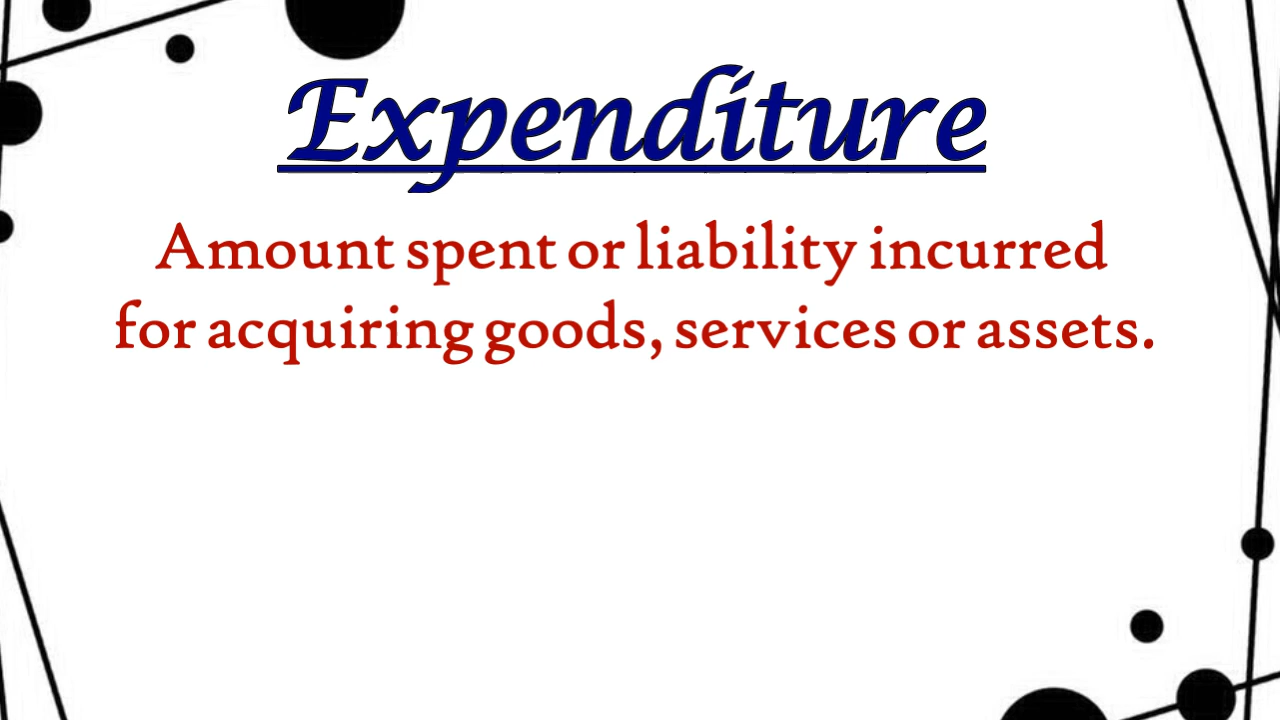 Expenditure
Amount spent or liability incurred
for acquiring goods, services or assets.